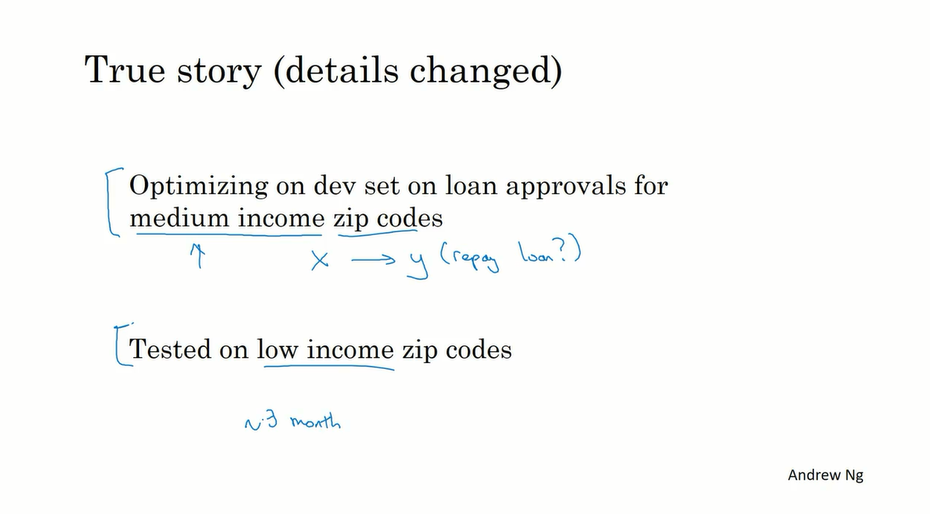 True story (details changed)
Optimizing on dev set on loan approvals for
medium income zip codes
x → y (repay loan?)
Tested on low income zip codes
~3 month
Andrew Ng